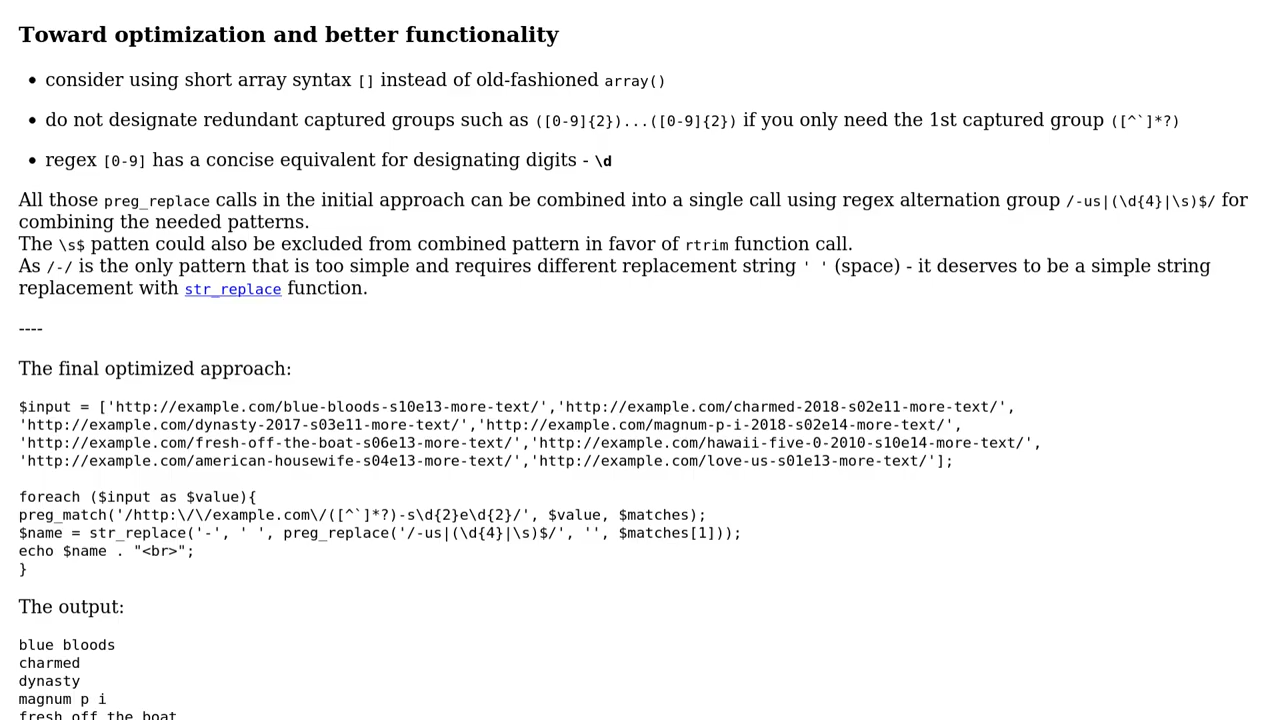 Toward optimization and better functionality
• consider using short array syntax [] instead of old-fashioned array()
• do not designate redundant captured groups such as ([0-9]{2})...([0-9]{2}) if you only need the 1st captured group ([^`]*?)
• regex [0-9] has a concise equivalent for designating digits - \d
All those preg_replace calls in the initial approach can be combined into a single call using regex alternation group /-us|(\d{4}|\s)$/ for
combining the needed patterns.
The \s$ patten could also be excluded from combined pattern in favor of rtrim function call.
As /-/ is the only pattern that is too simple and requires different replacement string ' ' (space) - it deserves to be a simple string
replacement with str_replace function.
----
The final optimized approach:
$input = ['http://example.com/blue-bloods-s10e13-more-text/','http://example.com/charmed-2018-s02e11-more-text/',
'http://example.com/dynasty-2017-s03e11-more-text/','http://example.com/magnum-p-i-2018-s02e14-more-text/',
'http://example.com/fresh-off-the-boat-s06e13-more-text/','http://example.com/hawaii-five-0-2010-s10e14-more-text/',
'http://example.com/american-housewife-s04e13-more-text/','http://example.com/love-us-s01e13-more-text/'];
foreach ($input as $value){
preg_match('/http:\/\/example.com\/([^`]*?)-s\d{2}e\d{2}/', $value, $matches);
$name = str_replace('-', ' ', preg_replace('/-us|(\d{4}|\s)$/', '', $matches[1]));
echo $name . "<br>";
}
The output:
blue bloods
charmed
dynasty
magnum p i
fresh off the boat